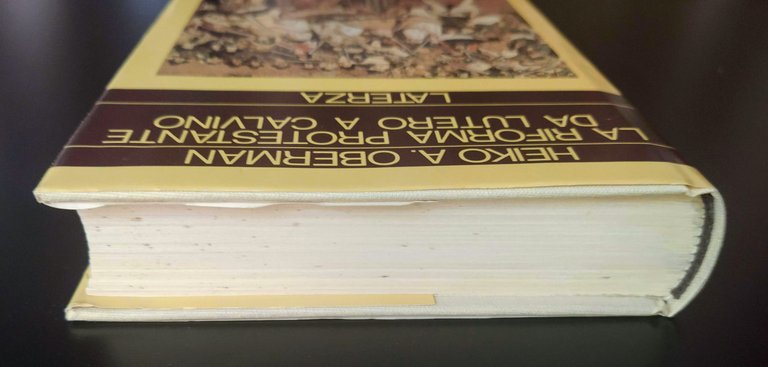 HEIKO A. OBERMAN
LA RIFORMA PROTESTANTE
DA LUTERO A CALVINO
LATERZA